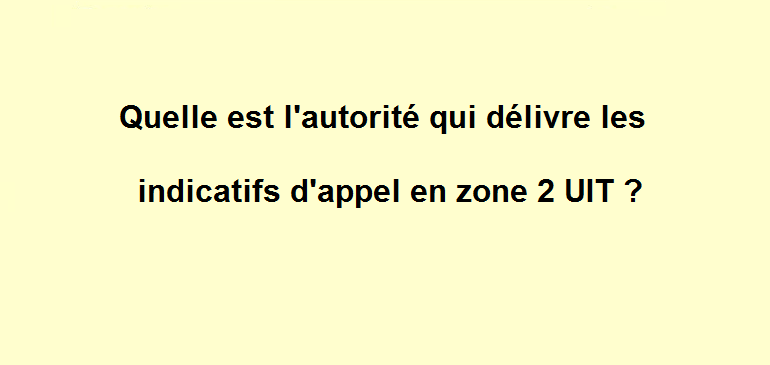 Quelle est l'autorité qui délivre les
indicatifs d'appel en zone 2 UIT ?